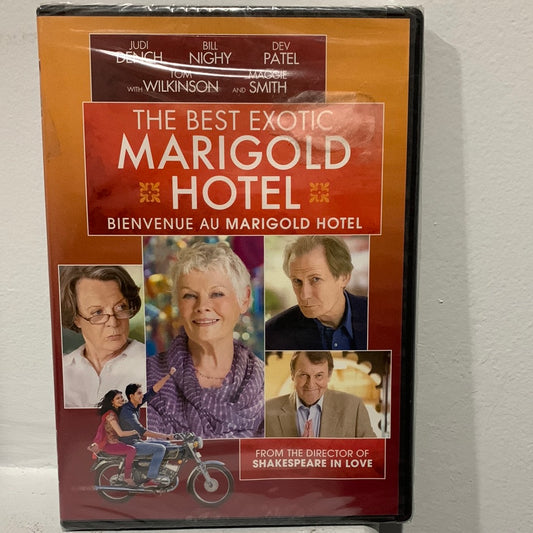 JUDI BILL DEV
DENCH NIGHY PATEL
TOM MAGGIE
WITH WILKINSON AND SMITH
THE BEST EXOTIC
MARIGOLD
HOTEL
BIENVENUE AU MARIGOLD HOTEL
FROM THE DIRECTOR OF
SHAKESPEARE IN LOVE